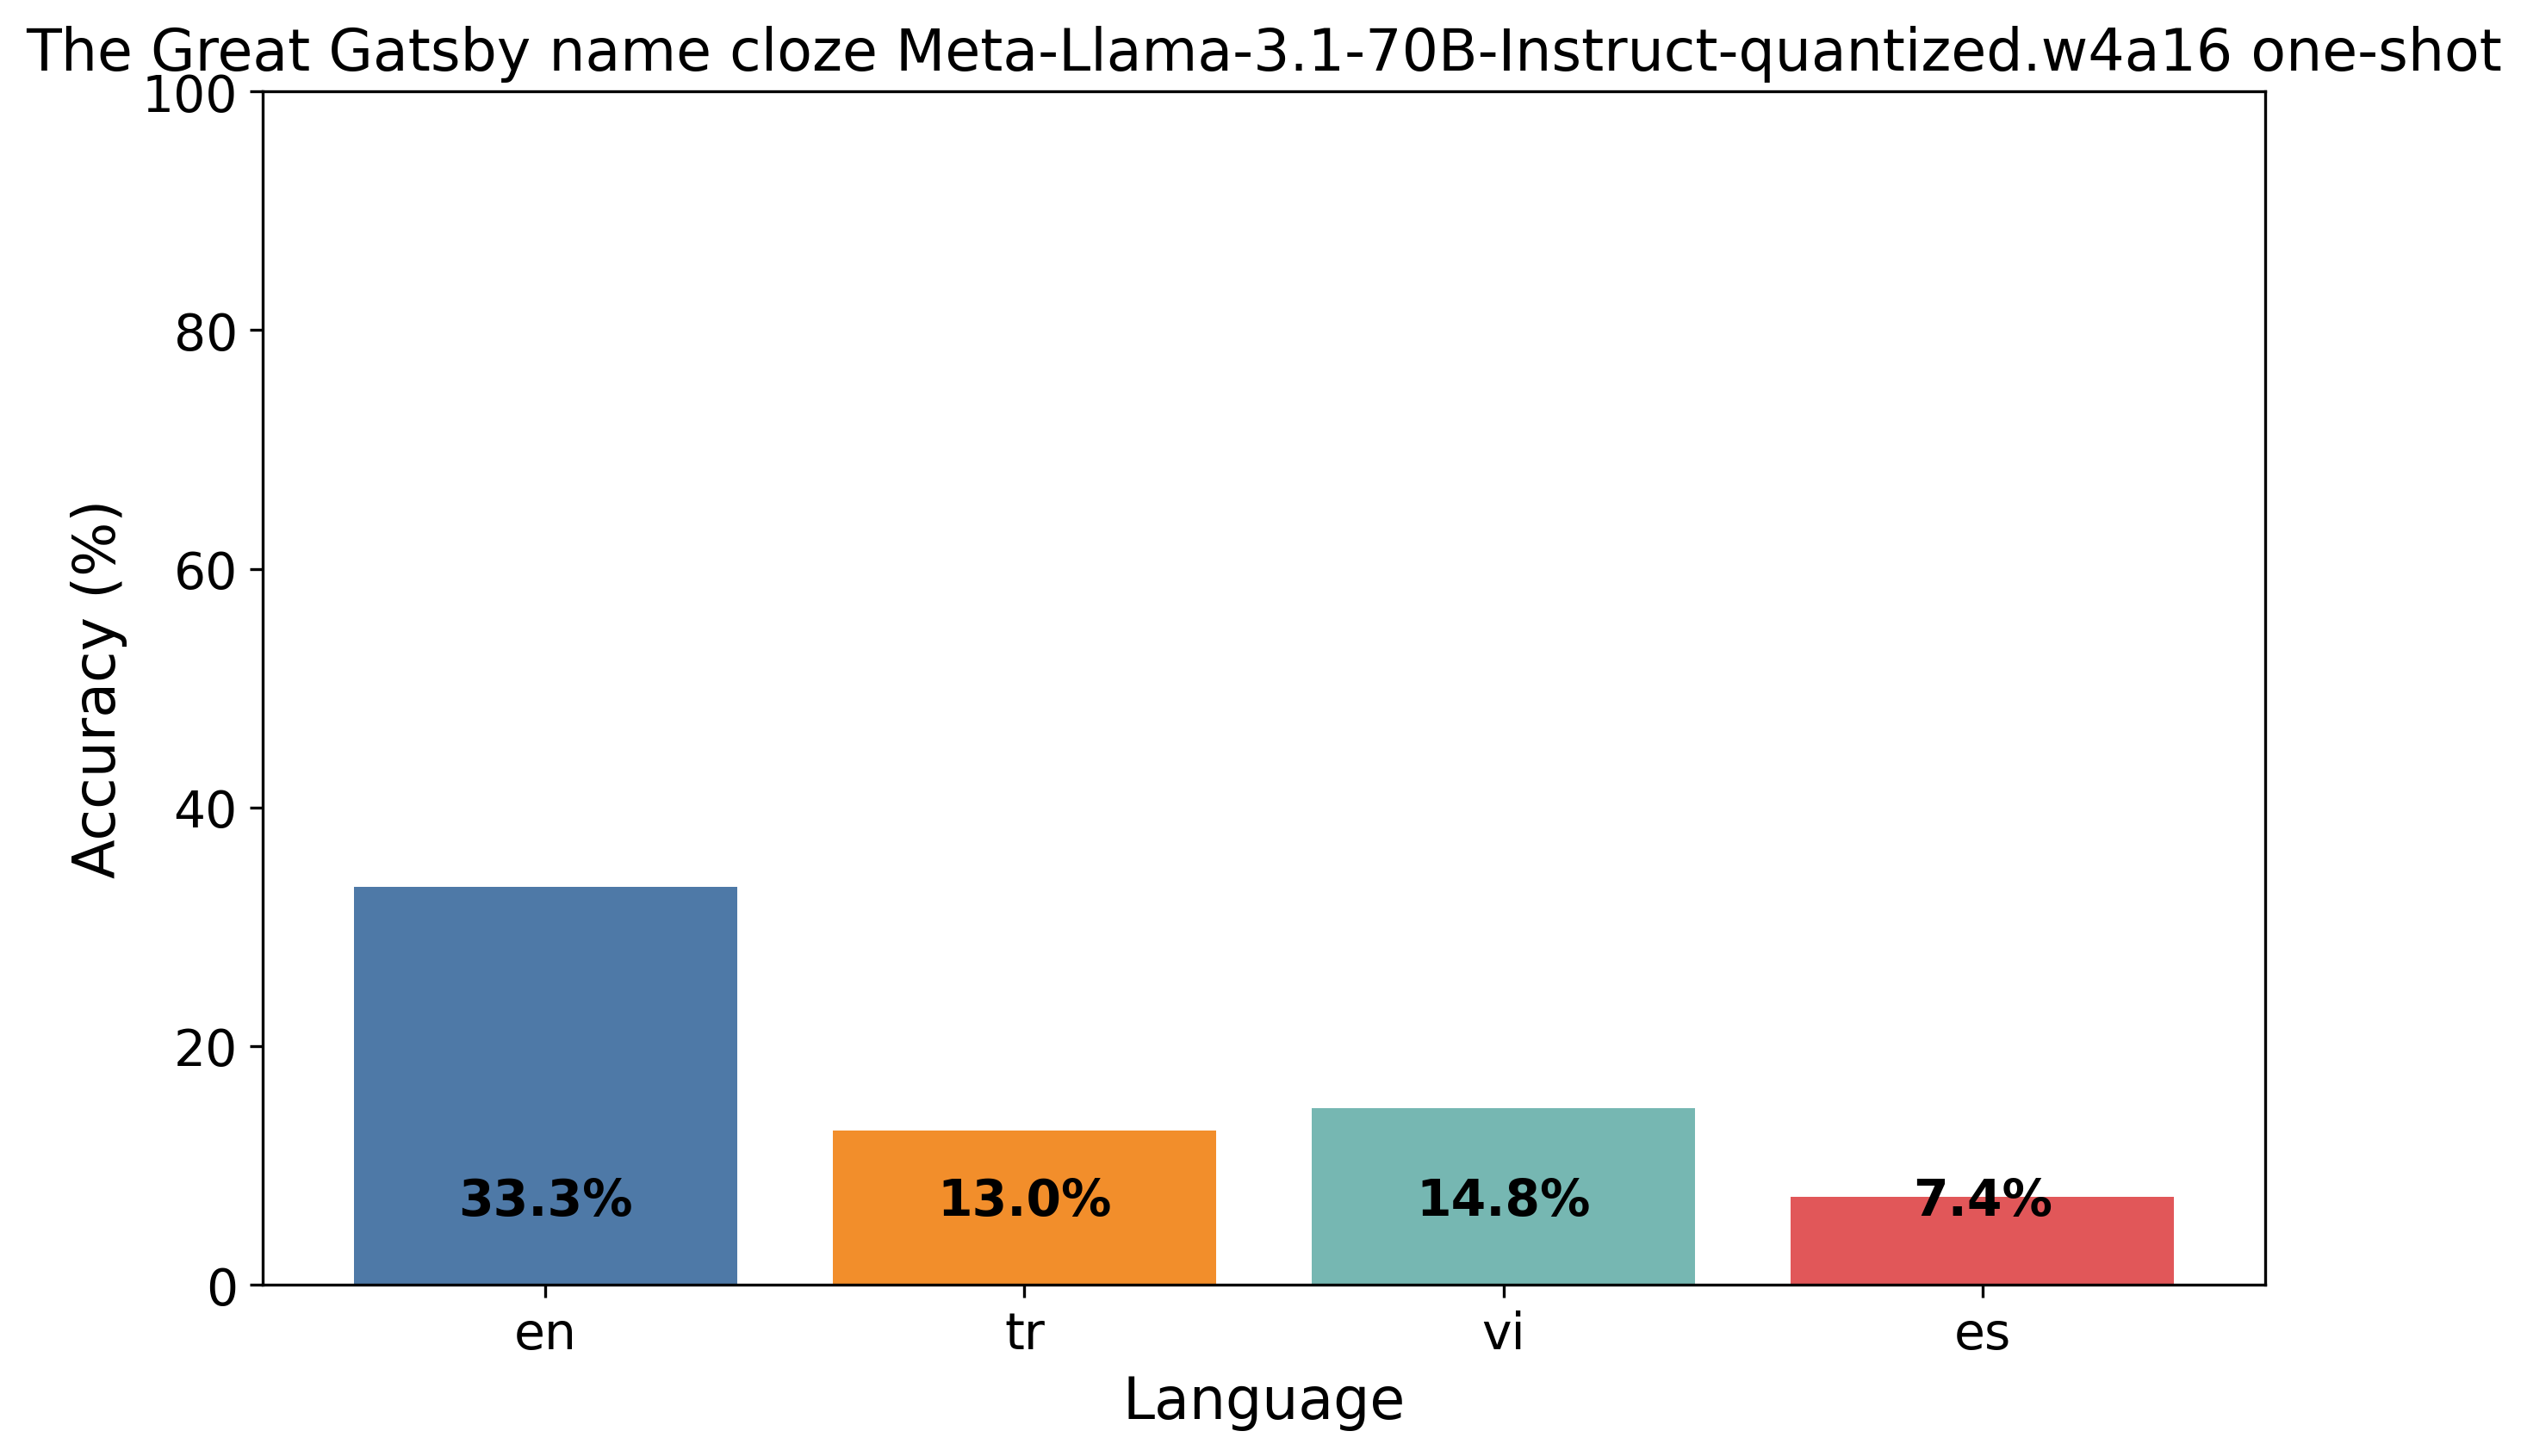 The Great Gatsby name cloze Meta-Llama-3.1-70B-Instruct-quantized.w4a16 one-shot
100
80
60
40
20
0
Accuracy (%)
33.3%
13.0%
14.8%
7.4%
en
tr
vi
es
Language